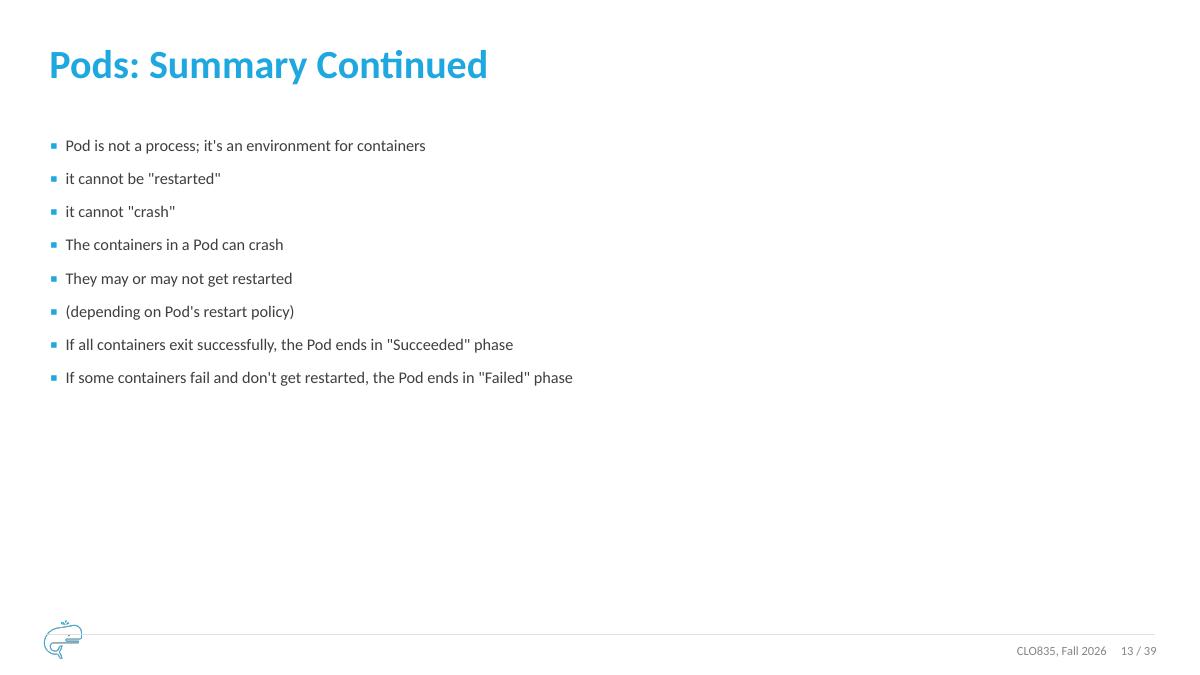 Pods: Summary Continued
Pod is not a process; it's an environment for containers
it cannot be "restarted"
it cannot "crash"
The containers in a Pod can crash
They may or may not get restarted
(depending on Pod's restart policy)
If all containers exit successfully, the Pod ends in "Succeeded" phase
If some containers fail and don't get restarted, the Pod ends in "Failed" phase
CLO835, Fall 2026 13 / 39